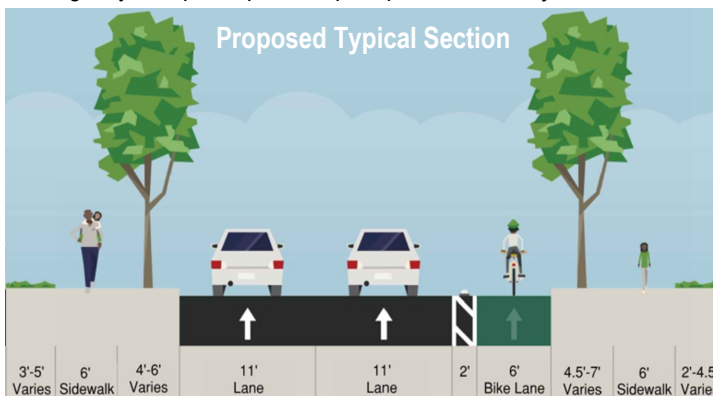 Proposed Typical Section
3'-5'
Varies
6'
Sidewalk
4'-6'
Varies
11'
Lane
11'
Lane
2'
6'
Bike Lane
4.5'-7'
Varies
6'
Sidewalk
2'-4.5